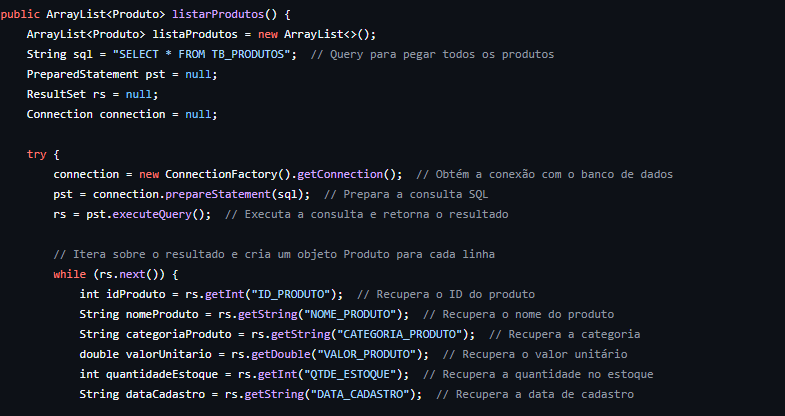 public ArrayList<Produto> listarProdutos() {
    ArrayList<Produto> listaProdutos = new ArrayList<>();
    String sql = "SELECT * FROM TB_PRODUTOS";  // Query para pegar todos os produtos
    PreparedStatement pst = null;
    ResultSet rs = null;
    Connection connection = null;

    try {
        connection = new ConnectionFactory().getConnection();  // Obtém a conexão com o banco de dados
        pst = connection.prepareStatement(sql);  // Prepara a consulta SQL
        rs = pst.executeQuery();  // Executa a consulta e retorna o resultado

        // Itera sobre o resultado e cria um objeto Produto para cada linha
        while (rs.next()) {
            int idProduto = rs.getInt("ID_PRODUTO");  // Recupera o ID do produto
            String nomeProduto = rs.getString("NOME_PRODUTO");  // Recupera o nome do produto
            String categoriaProduto = rs.getString("CATEGORIA_PRODUTO");  // Recupera a categoria
            double valorUnitario = rs.getDouble("VALOR_PRODUTO");  // Recupera o valor unitário
            int quantidadeEstoque = rs.getInt("QTDE_ESTOQUE");  // Recupera a quantidade no estoque
            String dataCadastro = rs.getString("DATA_CADASTRO");  // Recupera a data de cadastro